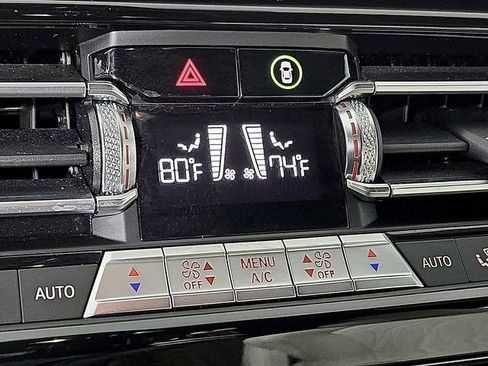 80°F 74°F
AUTO OFF MENU A/C OFF AUTO